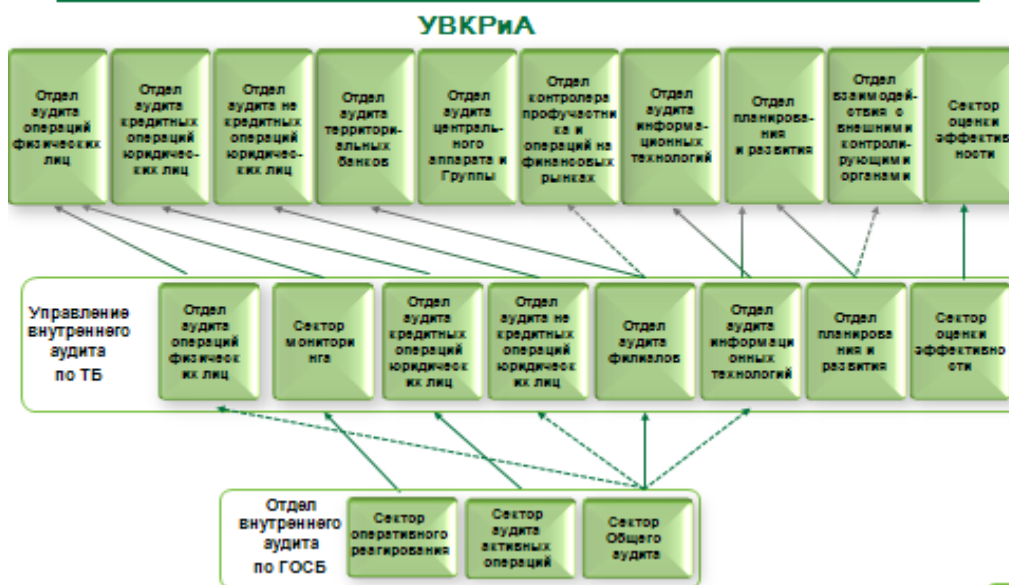 УВКРиА
Отдел
аудита
операций
физических
лиц
Отдел
аудита
кредитных
операций
юридичес-
ких лиц
Отдел
аудита не
кредитных
операций
юридичес-
ких лиц
Отдел
аудита
территори-
альных
банков
Отдел
аудита
централь-
ного
аппарата и
Группы
Отдел
контролера
профучастни
ка и
операций на
финансовых
рынках
Отдел
аудита
информа-
ционных
технологий
Отдел
планирова-
ния
и развития
Отдел
взаимодей-
ствия с
внешними
контроли-
рующими
органами
Сектор
оценки
эффектив
ности
Управление
внутреннего
аудита
по ТБ
Отдел
аудита
операций
физическ
их лиц
Сектор
монитори
нга
Отдел
аудита
кредитных
операций
юридическ
их лиц
Отдел
аудита не
кредитных
операций
юридическ
их лиц
Отдел
аудита
филиалов
Отдел
аудита
информаци
онных
технологий
Отдел
планирова
ния и
развития
Сектор
оценки
эффективно
сти
Отдел
внутреннего
аудита
по ГОСБ
Сектор
оперативного
реагирования
Сектор
аудита
активных
операций
Сектор
Общего
аудита